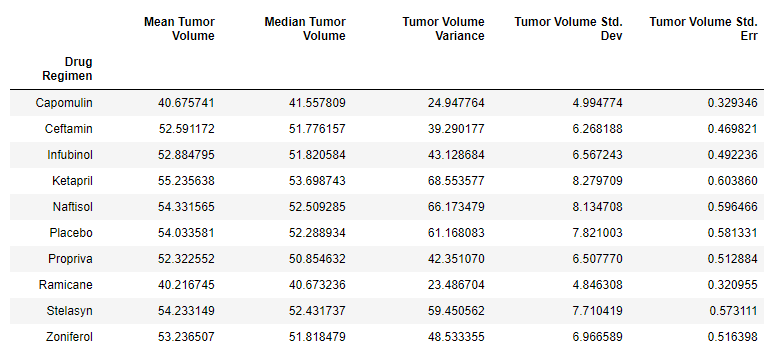 Mean Tumor Volume Median Tumor Volume Tumor Volume Variance Tumor Volume Std. Dev Tumor Volume Std. Err
Drug Regimen
Capomulin 40.675741 41.557809 24.947764 4.994774 0.329346
Ceftamin 52.591172 51.776157 39.290177 6.268188 0.469821
Infubinol 52.884795 51.820584 43.128684 6.567243 0.492236
Ketapril 55.235638 53.698743 68.553577 8.279709 0.603860
Naftisol 54.331565 52.509285 66.173479 8.134708 0.596466
Placebo 54.033581 52.288934 61.168083 7.821003 0.581331
Propriva 52.322552 50.854632 42.351070 6.507770 0.512884
Ramicane 40.216745 40.673236 23.486704 4.846308 0.320955
Stelasyn 54.233149 52.431737 59.450562 7.710419 0.573111
Zoniferol 53.236507 51.818479 48.533355 6.966589 0.516398